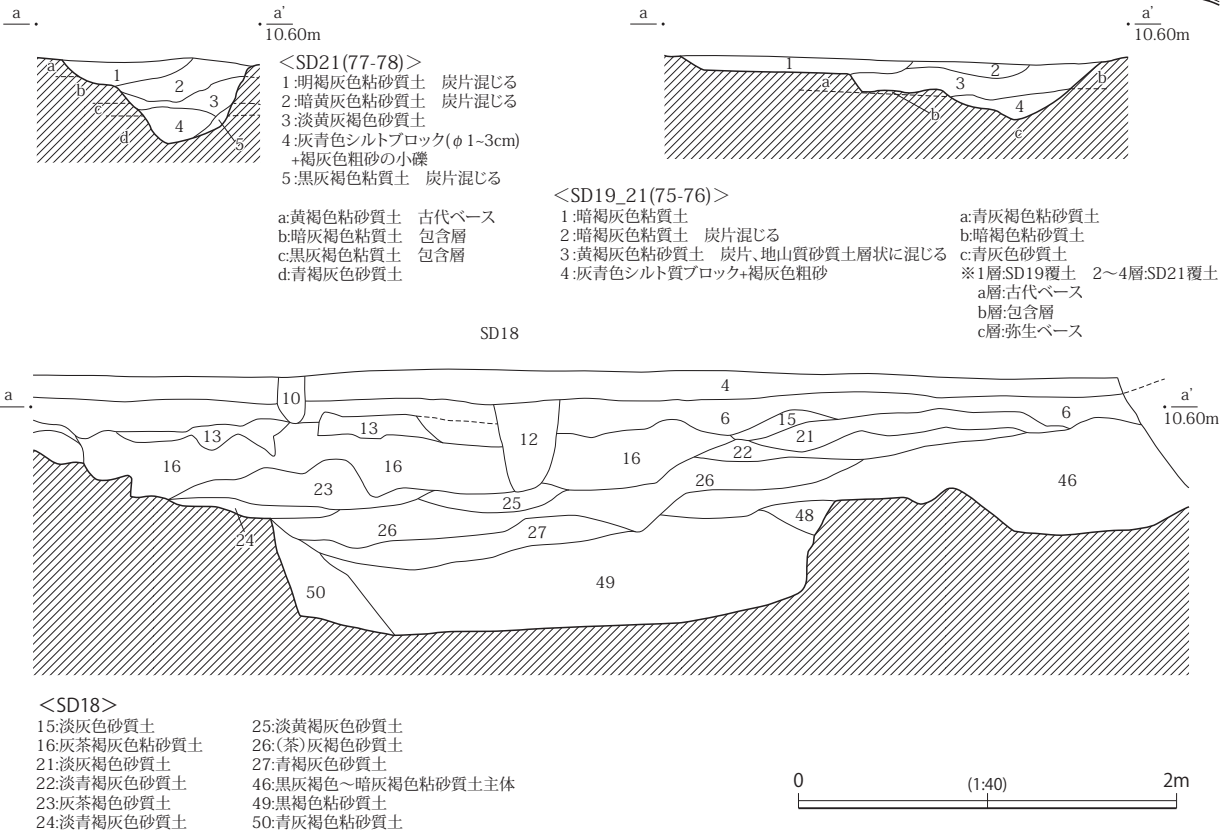 a
a'
10.60m
a
a'
10.60m
<SD21(77-78)>
1:明褐灰色粘砂質土　炭片混じる
2:暗黄灰色粘砂質土　炭片混じる
3:淡黄灰褐色砂質土
4:灰青色シルトブロック(φ1~3cm)
+褐灰色粗砂の小礫
5:黒灰褐色粘質土　炭片混じる
a:黄褐色粘砂質土　古代ベース
b:暗灰褐色粘質土　包含層
c:黒灰褐色粘質土　包含層
d:青褐灰色砂質土
a
b
c
d
1
2
3
4
5
1
2
3
4
a
b
b
c
<SD19_21(75-76)>
1:暗褐灰色粘質土
2:暗褐灰色粘質土　炭片混じる
3:黄褐灰色粘砂質土　炭片、地山質砂質土層状に混じる
4:灰青色シルト質ブロック+褐灰色粗砂
a:青灰褐色砂質土
b:暗褐色粘砂質土
c:青灰色砂質土
※1層:SD19覆土　2〜4層:SD21覆土
a層:古代ベース
b層:包含層
c層:弥生ベース
SD18
a
a'
10.60m
10
4
13
13
12
6
15
6
16
16
16
21
22
23
25
26
46
24
26
27
48
50
49
<SD18>
15:淡灰色砂質土
16:灰茶褐灰色粘砂質土
21:淡灰褐色砂質土
22:淡青褐灰色砂質土
23:灰茶褐色砂質土
24:淡青褐灰色砂質土
25:淡黄褐灰色砂質土
26:(茶)灰褐色砂質土
27:青褐灰色砂質土
46:黒灰褐色〜暗灰褐色粘砂質土主体
49:黒褐色粘砂質土
50:青灰褐色粘砂質土
0
(1:40)
2m